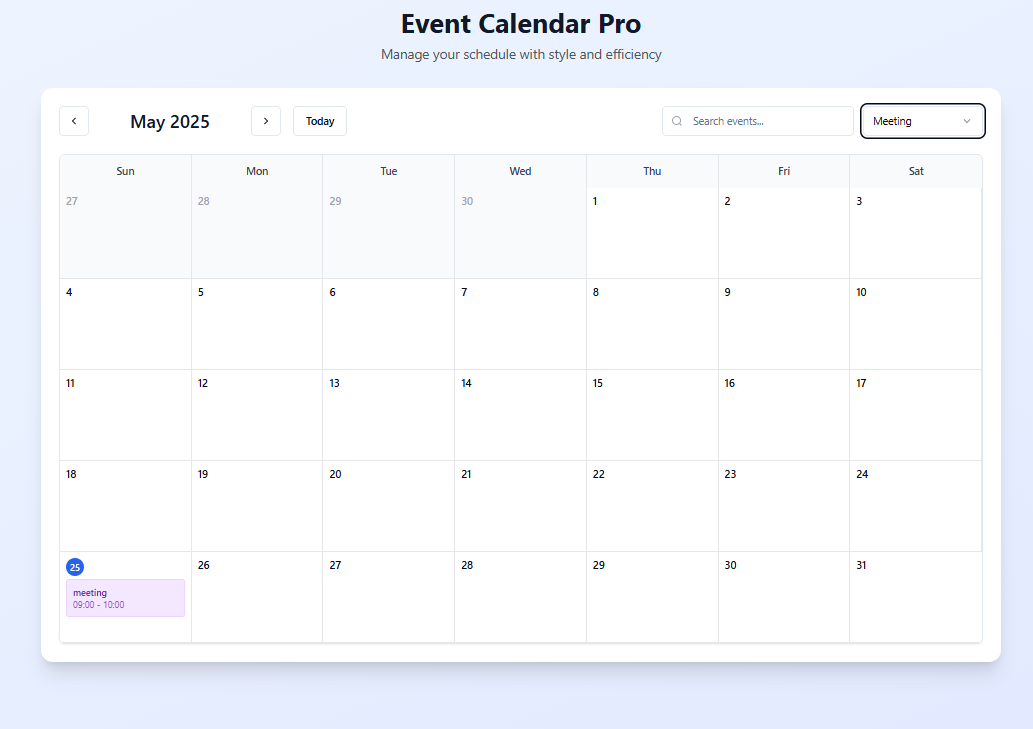 Event Calendar Pro
Manage your schedule with style and efficiency
May 2025 Today Search events... Meeting
Sun Mon Tue Wed Thu Fri Sat
27 28 29 30 1 2 3
4 5 6 7 8 9 10
11 12 13 14 15 16 17
18 19 20 21 22 23 24
25 26 27 28 29 30 31
meeting
09:00 - 10:00